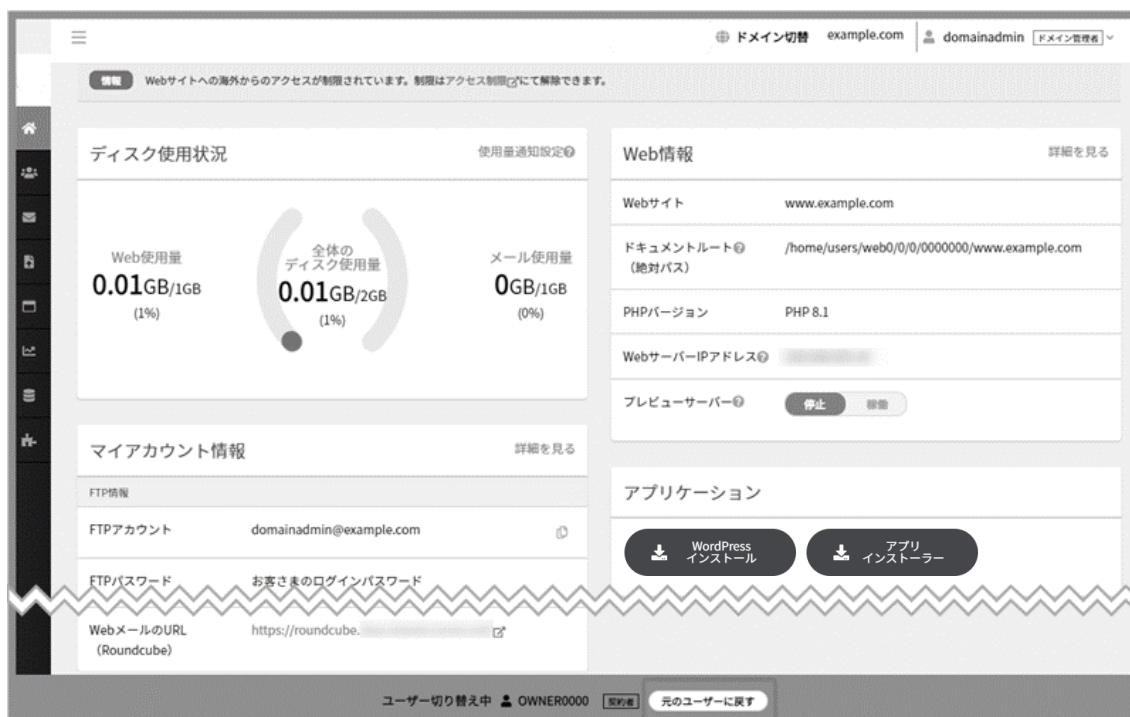 ドメイン切替 example.com domainadmin ドメイン管理者
情報 Webサイトへの海外からのアクセスが制限されています。制限はアクセス制限にて解除できます。
ディスク使用状況 使用量通知設定
Web使用量
0.01GB/1GB
(1%)
全体の
ディスク使用量
0.01GB/2GB
(1%)
メール使用量
0GB/1GB
(0%)
マイアカウント情報 詳細を見る
FTP情報
FTPアカウント domainadmin@example.com
FTPパスワード お客さまのログインパスワード
WebメールのURL https://roundcube.
(Roundcube)
Web情報 詳細を見る
Webサイト www.example.com
ドキュメントルート /home/users/web0/0/0/0000000/www.example.com
(絶対パス)
PHPバージョン PHP 8.1
WebサーバーIPアドレス
プレビューサーバー 停止 稼働
アプリケーション
WordPress
インストール
アプリ
インストーラー
ユーザー切り替え中 OWNER0000 契約者 元のユーザーに戻す